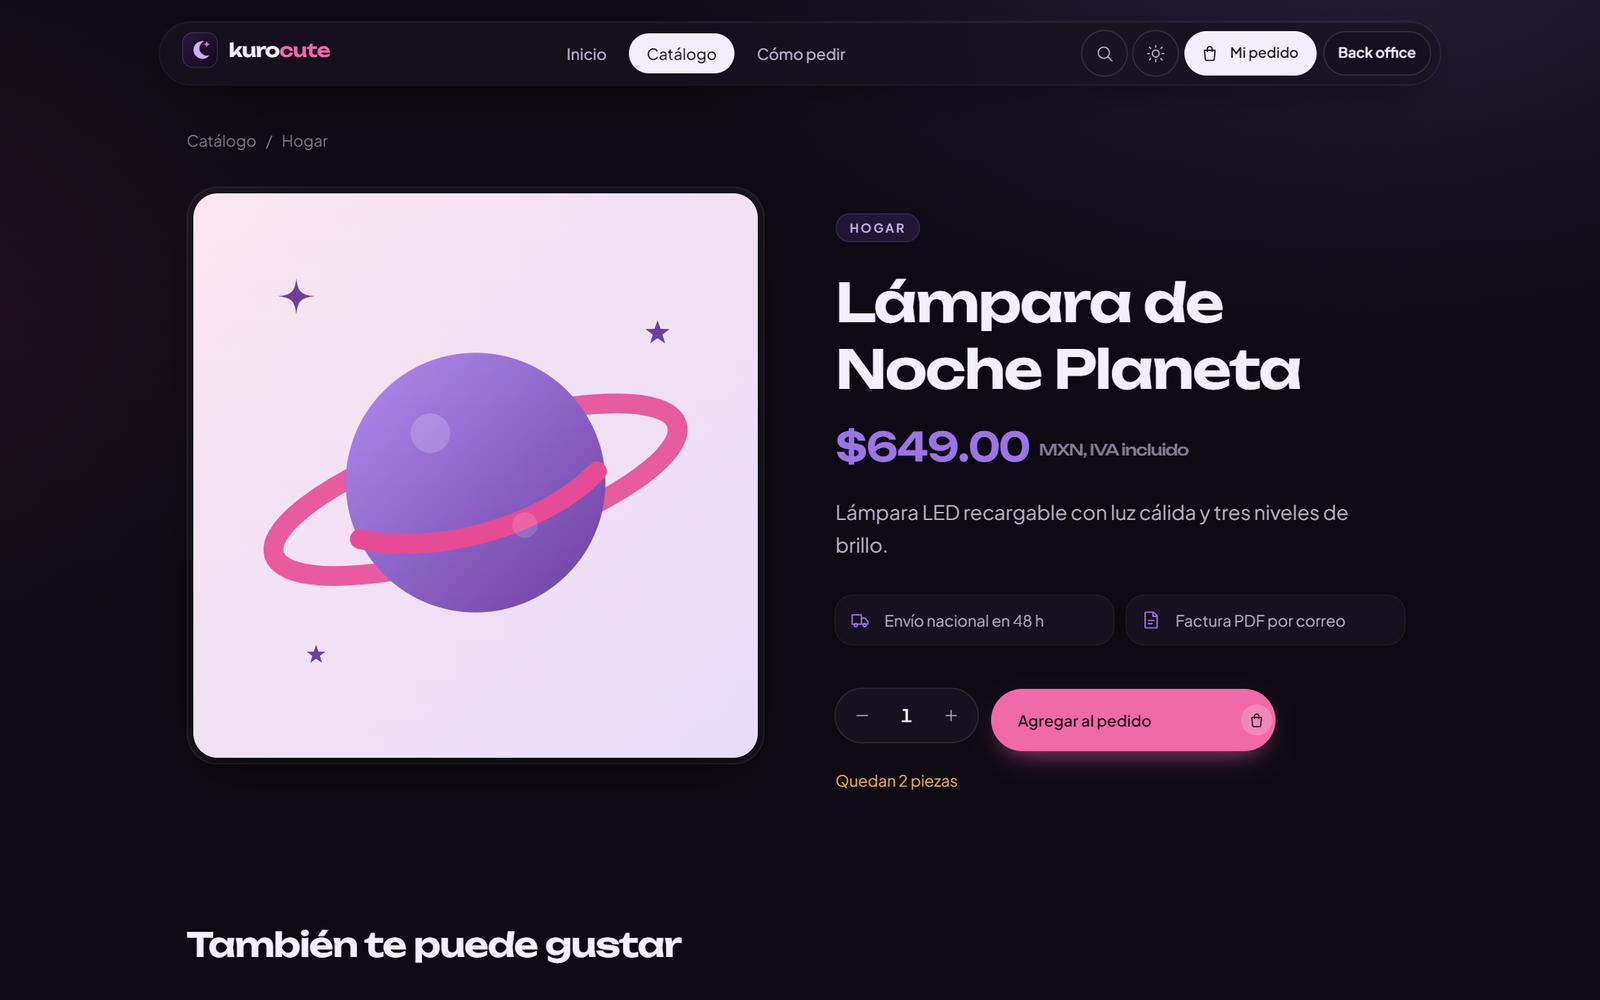 kurocute
Inicio
Catálogo
Cómo pedir
Mi pedido
Back office
Catálogo / Hogar
HOGAR
Lámpara de
Noche Planeta
$649.00 MXN, IVA incluido
Lámpara LED recargable con luz cálida y tres niveles de
brillo.
Envío nacional en 48 h
Factura PDF por correo
1
Agregar al pedido
Quedan 2 piezas
También te puede gustar